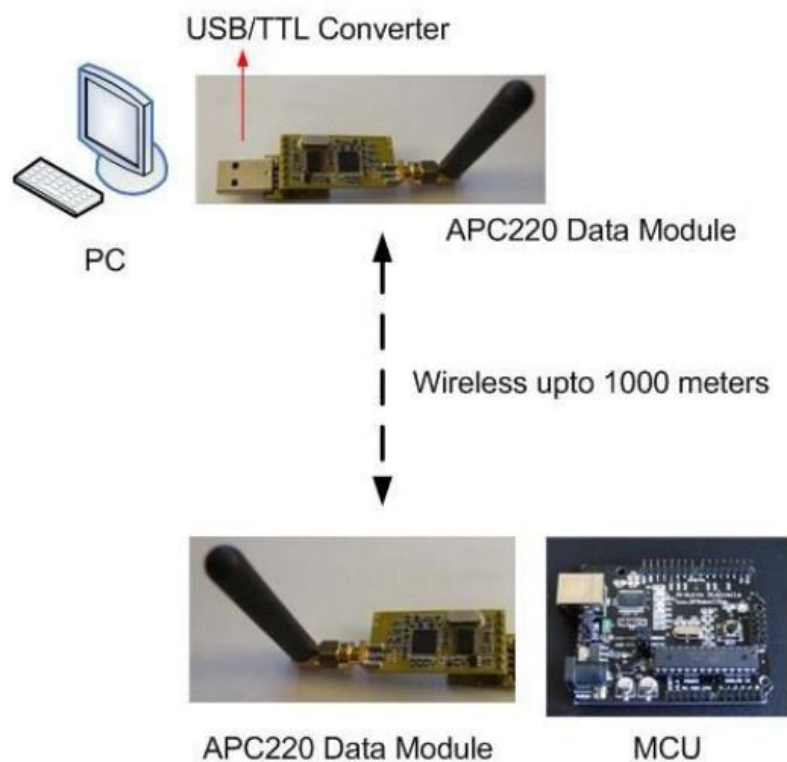 USB/TTL Converter
PC
APC220 Data Module
Wireless upto 1000 meters
APC220 Data Module
MCU